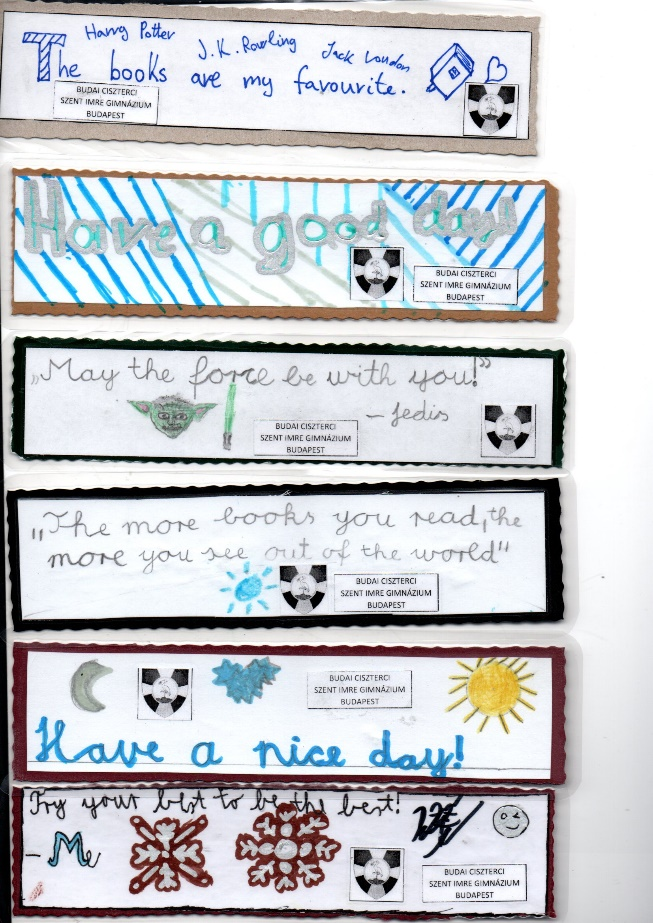 Harry Potter J.K. Rowling Jack London
The books are my favourite.
BUDAI CISZTERCI
SZENT IMRE GIMNÁZIUM
BUDAPEST
Have a good day!
BUDAI CISZTERCI
SZENT IMRE GIMNÁZIUM
BUDAPEST
„May the force be with you!”
– Jedis
BUDAI CISZTERCI
SZENT IMRE GIMNÁZIUM
BUDAPEST
„The more books you read, the
more you see out of the world"
BUDAI CISZTERCI
SZENT IMRE GIMNÁZIUM
BUDAPEST
BUDAI CISZTERCI
SZENT IMRE GIMNÁZIUM
BUDAPEST
Have a nice day!
Try your best to be the best!
– Me
BUDAI CISZTERCI
SZENT IMRE GIMNÁZIUM
BUDAPEST